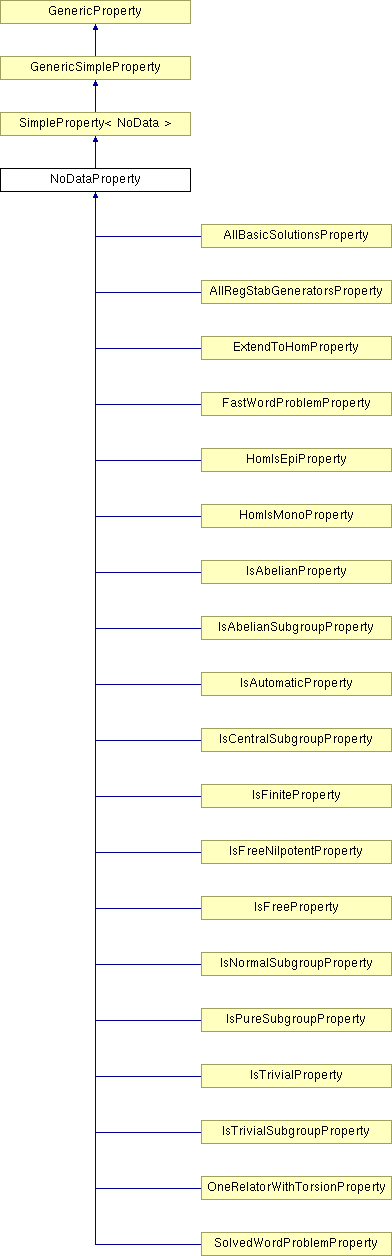 GenericProperty
GenericSimpleProperty
SimpleProperty< NoData >
NoDataProperty
AllBasicSolutionsProperty
AllRegStabGeneratorsProperty
ExtendToHomProperty
FastWordProblemProperty
HomIsEpiProperty
HomIsMonoProperty
IsAbelianProperty
IsAbelianSubgroupProperty
IsAutomaticProperty
IsCentralSubgroupProperty
IsFiniteProperty
IsFreeNilpotentProperty
IsFreeProperty
IsNormalSubgroupProperty
IsPureSubgroupProperty
IsTrivialProperty
IsTrivialSubgroupProperty
OneRelatorWithTorsionProperty
SolvedWordProblemProperty